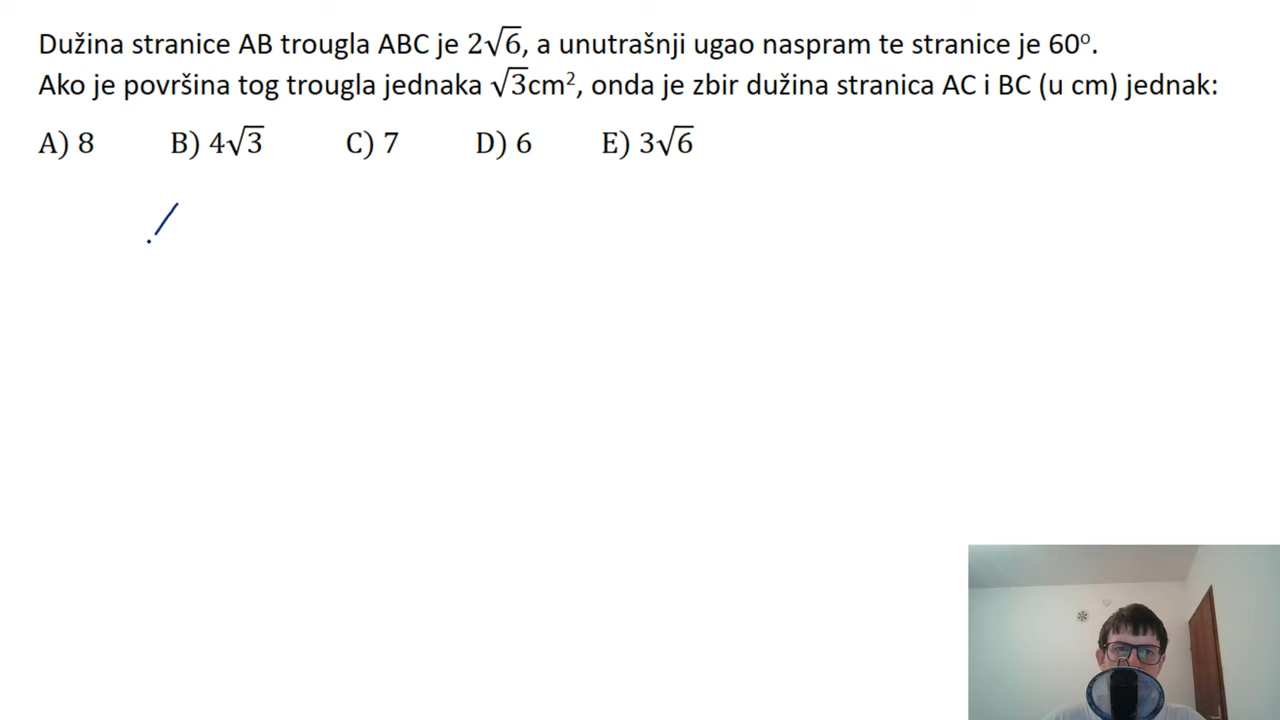 Dužina stranice AB trougla ABC je 2√6, a unutrašnji ugao naspram te stranice je 60°.
Ako je površina tog trougla jednaka √3cm², onda je zbir dužina stranica AC i BC (u cm) jednak:
A) 8 B) 4√3 C) 7 D) 6 E) 3√6